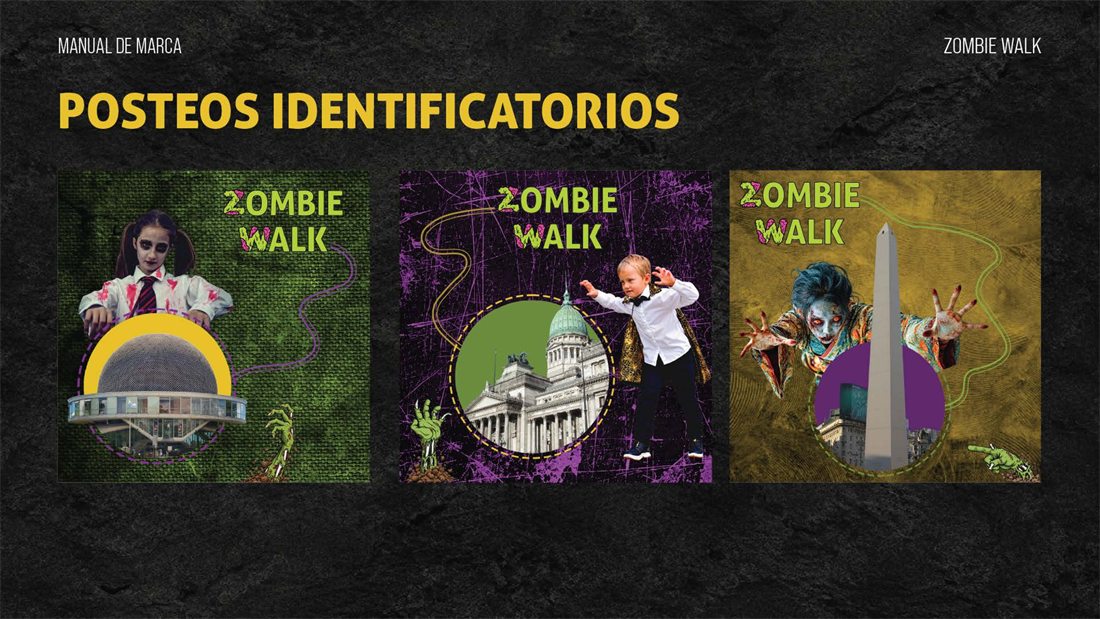 MANUAL DE MARCA
ZOMBIE WALK
POSTEOS IDENTIFICATORIOS
ZOMBIE
WALK
ZOMBIE
WALK
ZOMBIE
WALK